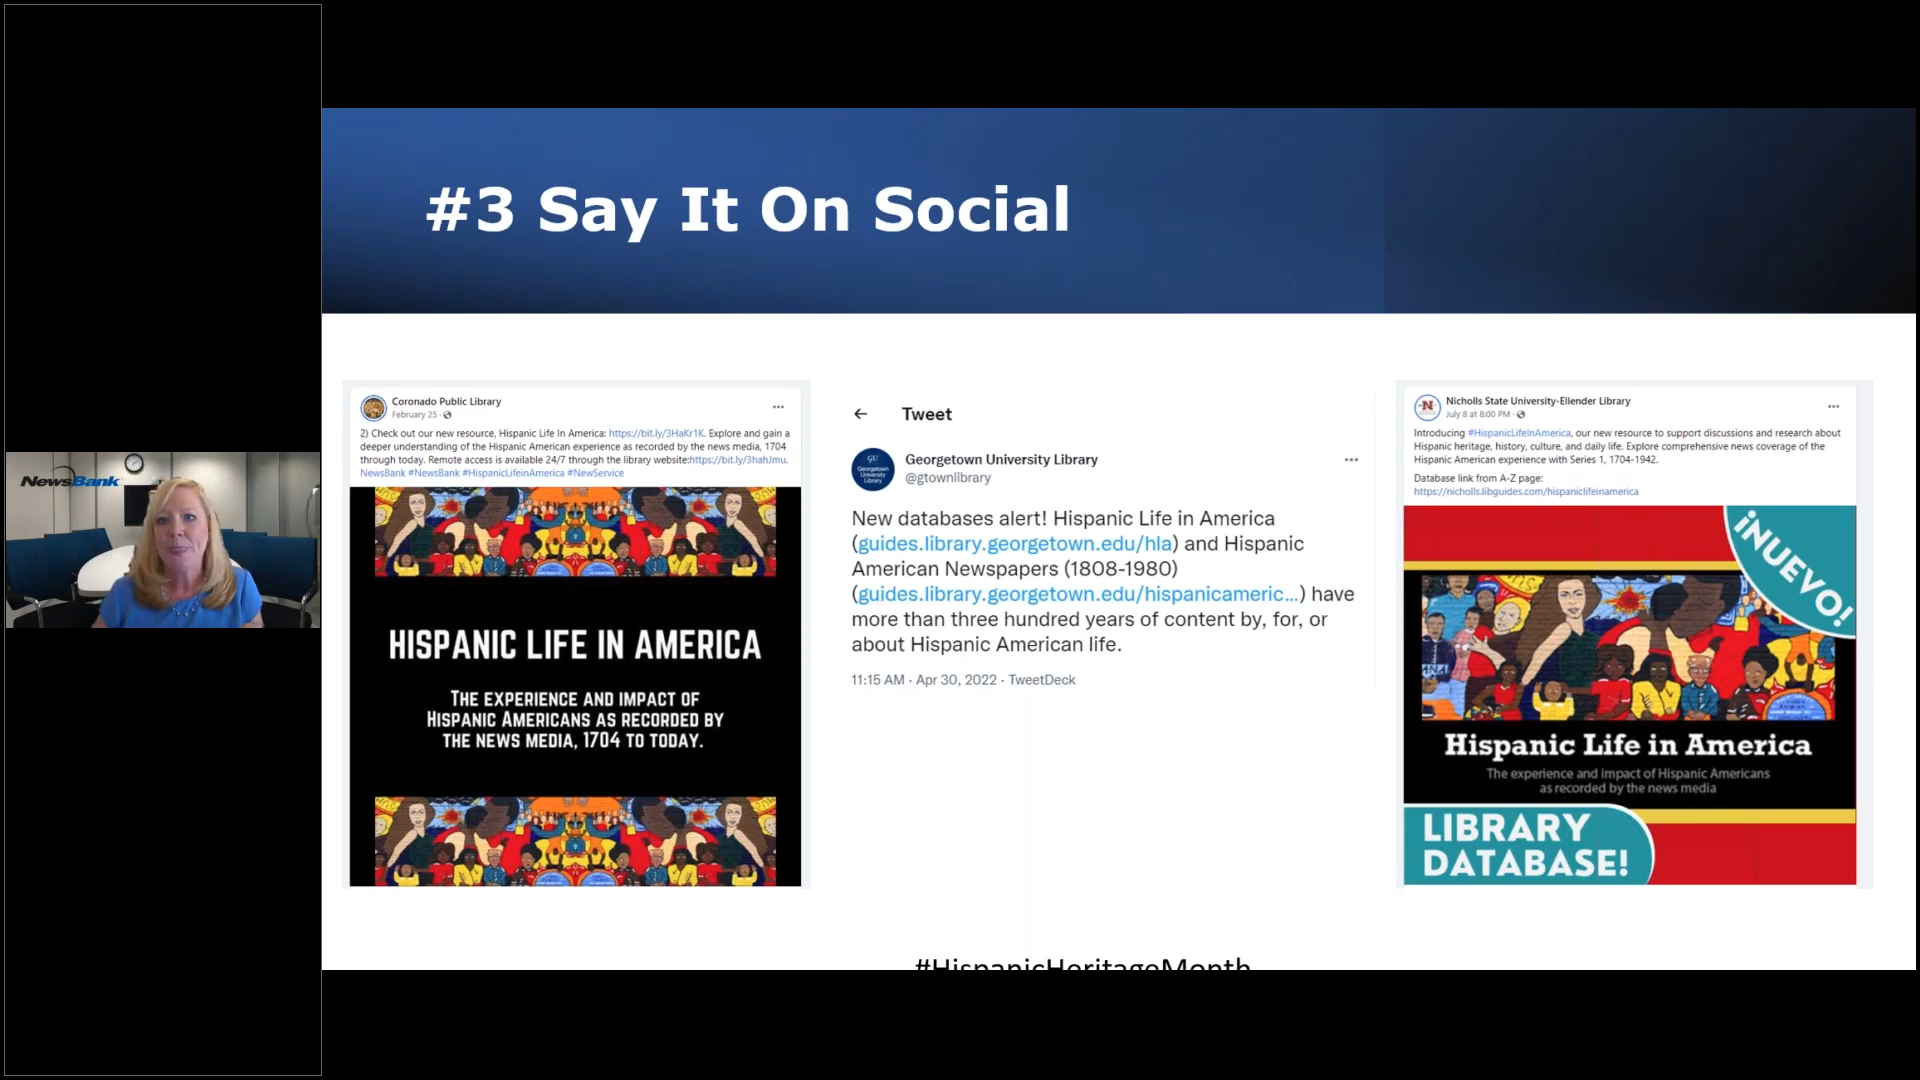 NewsBank
#3 Say It On Social
Coronado Public Library
February 25 ·
2) Check out our new resource, Hispanic Life In America: https://bit.ly/3HaKr1K. Explore and gain a
deeper understanding of the Hispanic American experience as recorded by the news media, 1704
through today. Remote access is available 24/7 through the library website:https://bit.ly/3hahJmu.
NewsBank #NewsBank #HispanicLifeinAmerica #NewService
HISPANIC LIFE IN AMERICA
THE EXPERIENCE AND IMPACT OF
HISPANIC AMERICANS AS RECORDED BY
THE NEWS MEDIA, 1704 TO TODAY.
Tweet
GU
Georgetown
University
Library
Georgetown University Library
@gtownlibrary
New databases alert! Hispanic Life in America
(guides.library.georgetown.edu/hla) and Hispanic
American Newspapers (1808-1980)
(guides.library.georgetown.edu/hispanicameric...) have
more than three hundred years of content by, for, or
about Hispanic American life.
11:15 AM · Apr 30, 2022 · TweetDeck
N
Nicholls State University-Ellender Library
July 8 at 8:00 PM ·
Introducing #HispanicLifeInAmerica, our new resource to support discussions and research about
Hispanic heritage, history, culture, and daily life. Explore comprehensive news coverage of the
Hispanic American experience with Series 1, 1704-1942.
Database link from A-Z page:
https://nicholls.libguides.com/hispaniclifeinamerica
¡NUEVO!
Hispanic Life in America
The experience and impact of Hispanic Americans
as recorded by the news media
LIBRARY
DATABASE!
#HispanicHeritageMonth